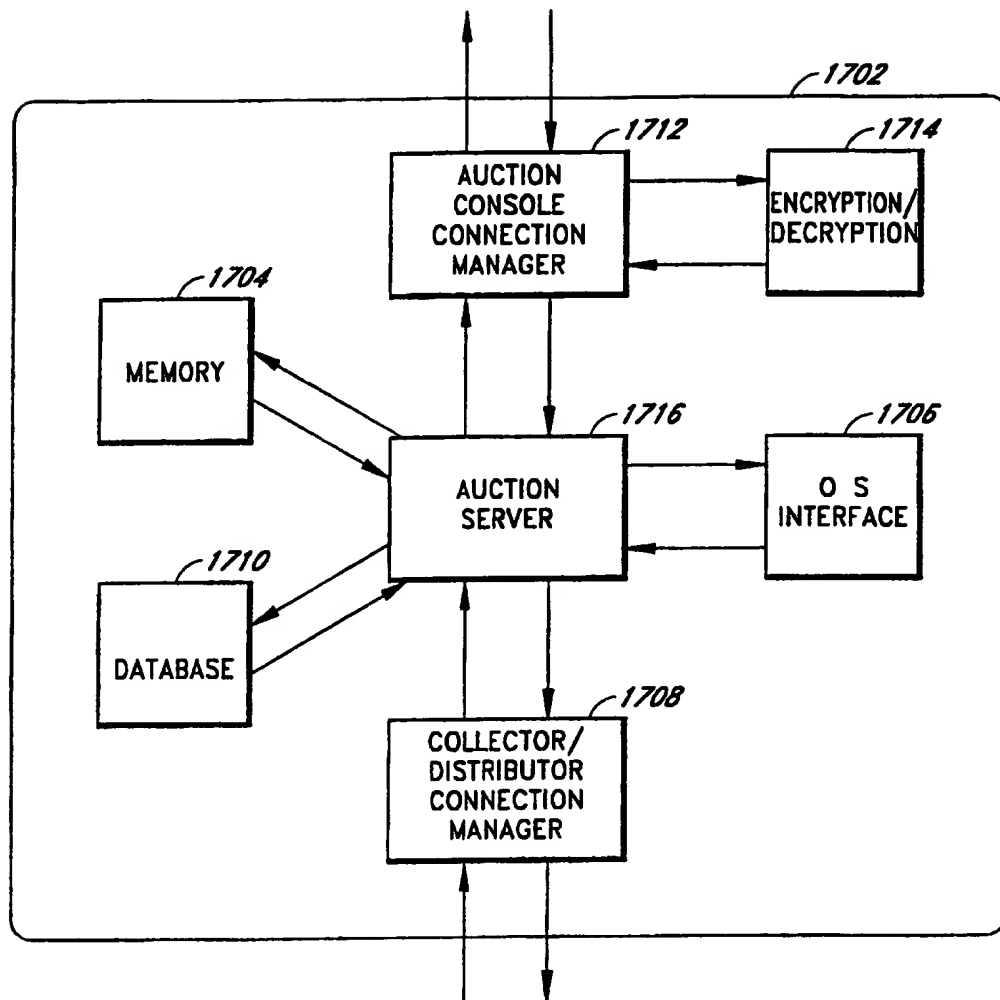 1702
1712
AUCTION
CONSOLE
CONNECTION
MANAGER
1714
ENCRYPTION/
DECRYPTION
1704
MEMORY
1716
AUCTION
SERVER
1706
O S
INTERFACE
1710
DATABASE
1708
COLLECTOR/
DISTRIBUTOR
CONNECTION
MANAGER